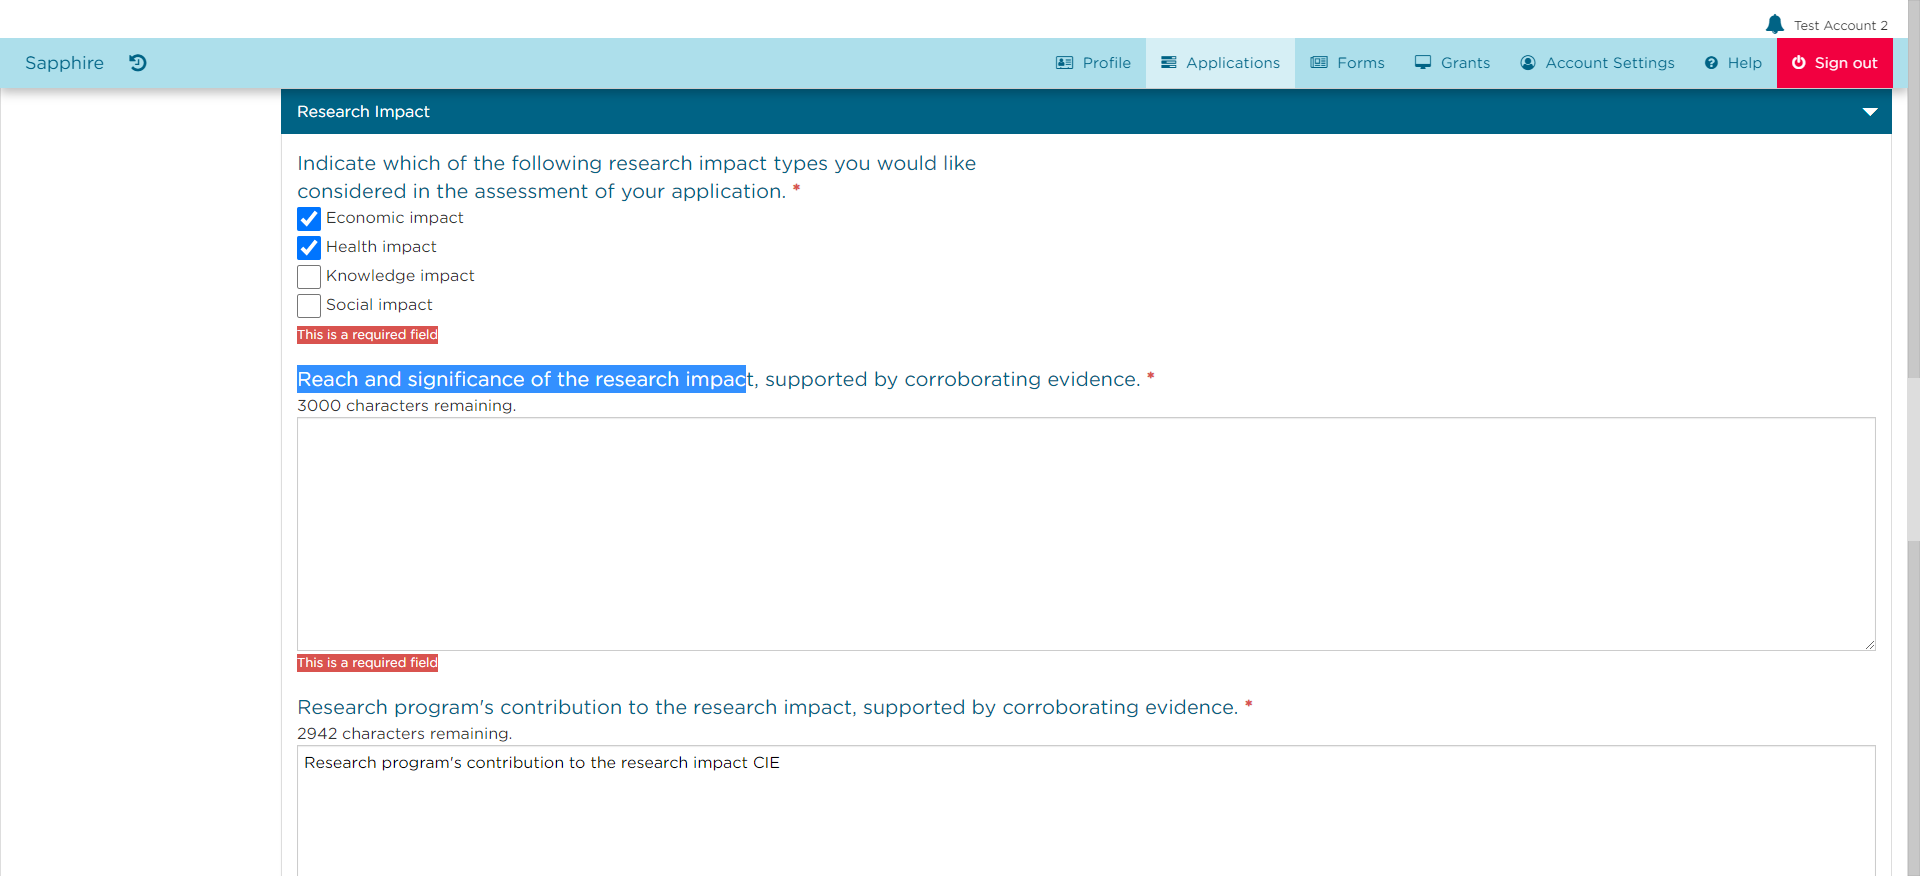 Test Account 2
Sapphire
Profile
Applications
Forms
Grants
Account Settings
Help
Sign out
Research Impact
Indicate which of the following research impact types you would like
considered in the assessment of your application. *
Economic impact
Health impact
Knowledge impact
Social impact
This is a required field
Reach and significance of the research impact, supported by corroborating evidence. *
3000 characters remaining.
This is a required field
Research program's contribution to the research impact, supported by corroborating evidence. *
2942 characters remaining.
Research program's contribution to the research impact CIE